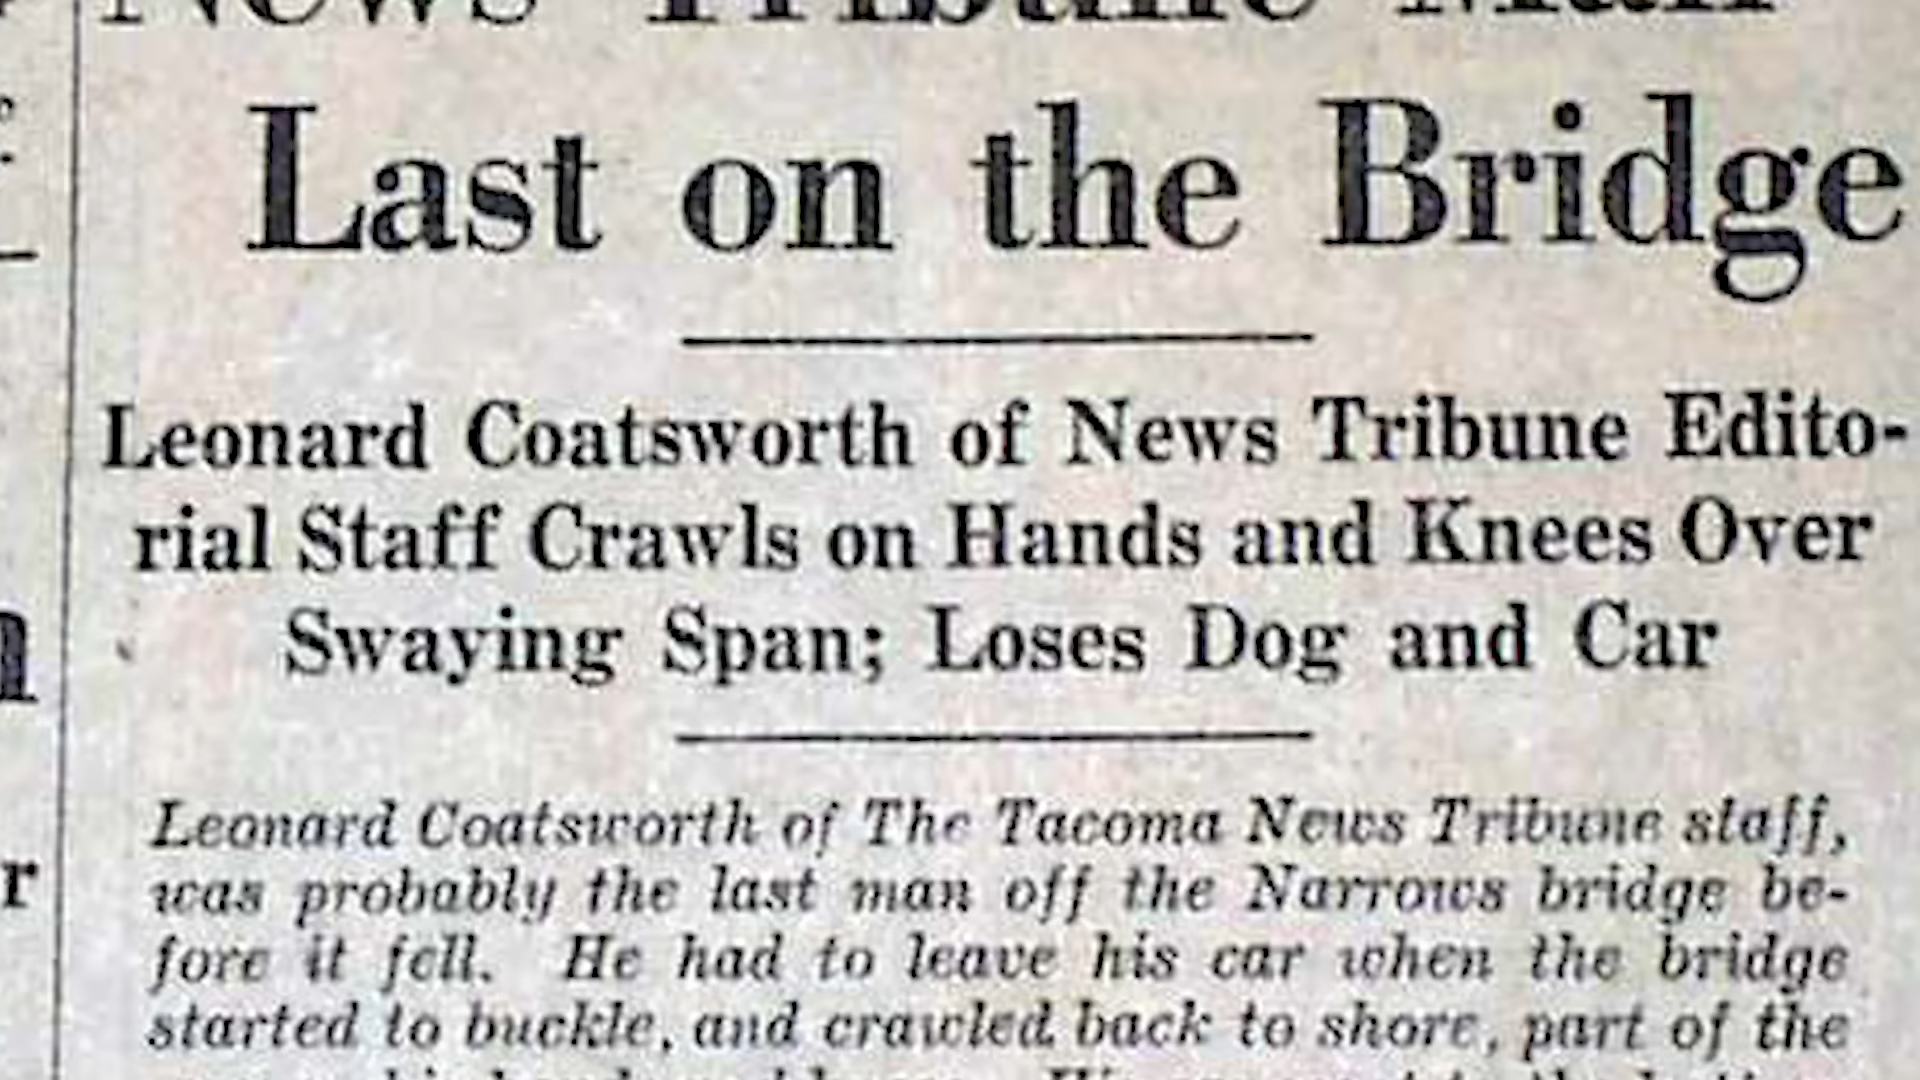 News Tribune Man
Last on the Bridge
Leonard Coatsworth of News Tribune Edito-
rial Staff Crawls on Hands and Knees Over
Swaying Span; Loses Dog and Car
Leonard Coatsworth of The Tacoma News Tribune staff,
was probably the last man off the Narrows bridge be-
fore it fell. He had to leave his car when the bridge
started to buckle, and crawled back to shore, part of the